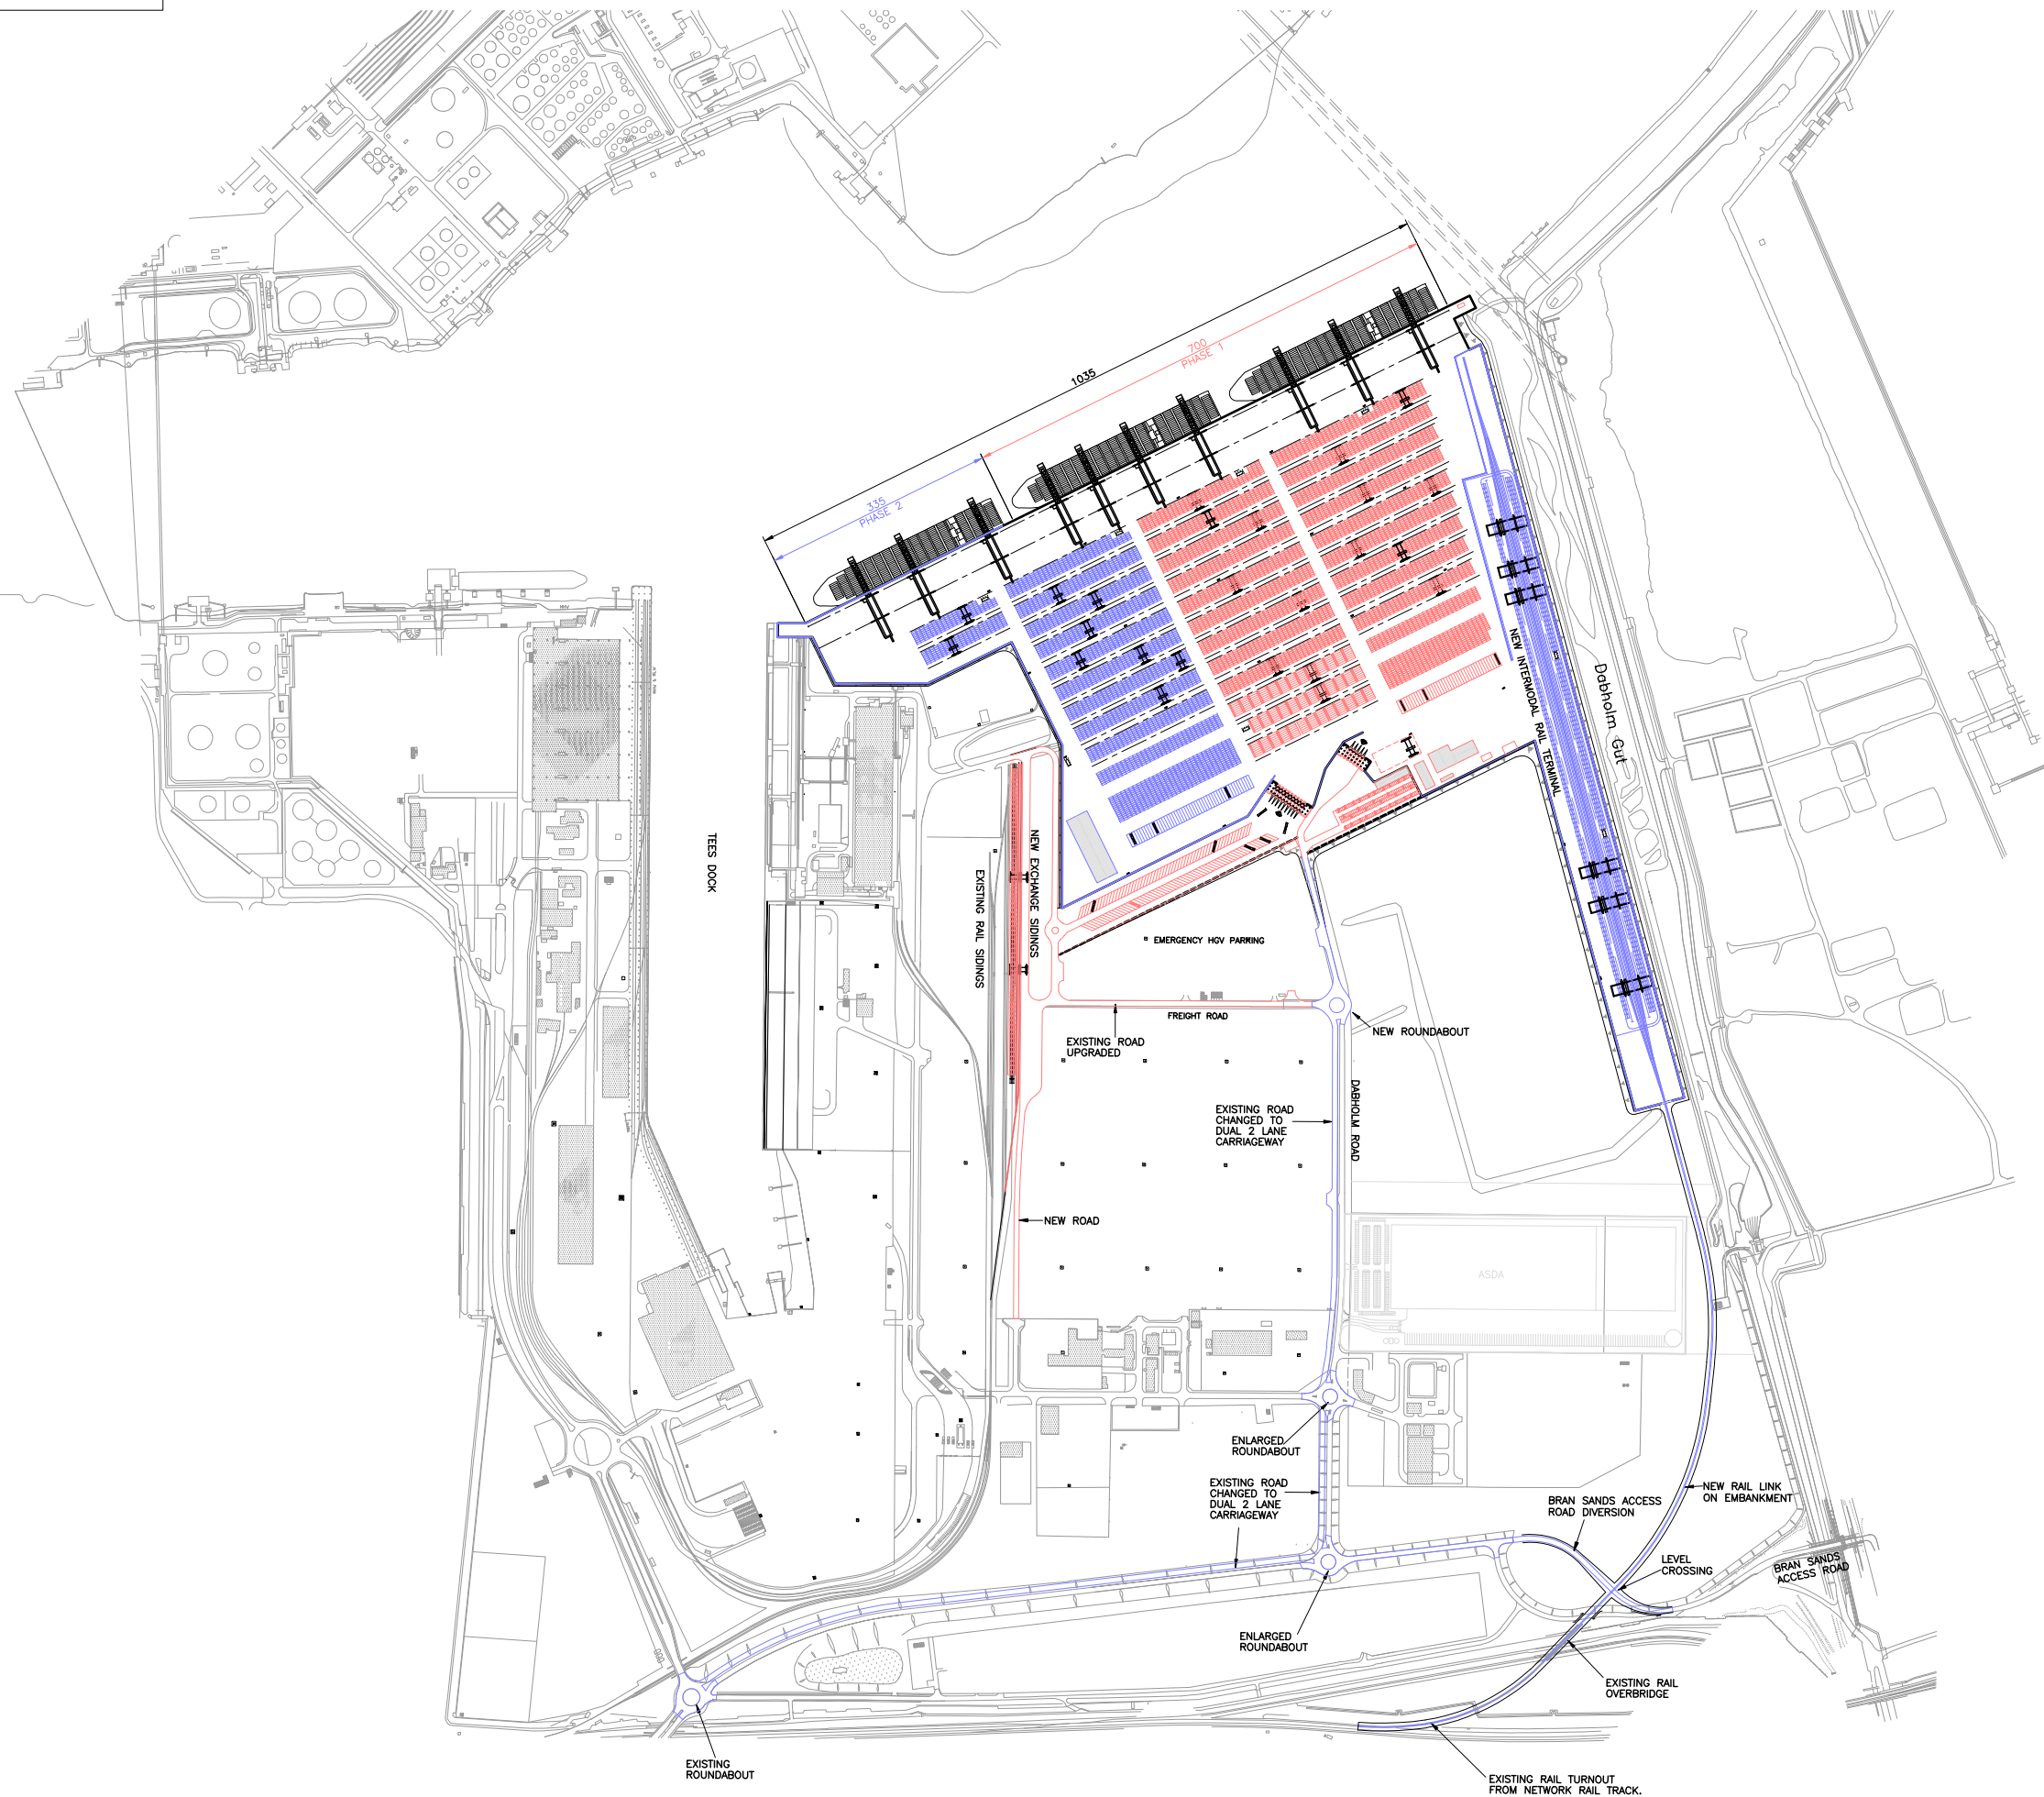 1035
700
PHASE 1
335
PHASE 2
NEW INTERMODAL RAIL TERMINAL
Dabholm Gut
TEES DOCK
EXISTING RAIL SIDINGS
NEW EXCHANGE SIDINGS
EMERGENCY HGV PARKING
FREIGHT ROAD
EXISTING ROAD
UPGRADED
NEW ROUNDABOUT
DABHOLM ROAD
EXISTING ROAD
CHANGED TO
DUAL 2 LANE
CARRIAGEWAY
NEW ROAD
ASDA
ENLARGED
ROUNDABOUT
EXISTING ROAD
CHANGED TO
DUAL 2 LANE
CARRIAGEWAY
BRAN SANDS ACCESS
ROAD DIVERSION
NEW RAIL LINK
ON EMBANKMENT
LEVEL
CROSSING
BRAN SANDS
ACCESS ROAD
ENLARGED
ROUNDABOUT
EXISTING RAIL
OVERBRIDGE
EXISTING
ROUNDABOUT
EXISTING RAIL TURNOUT
FROM NETWORK RAIL TRACK.